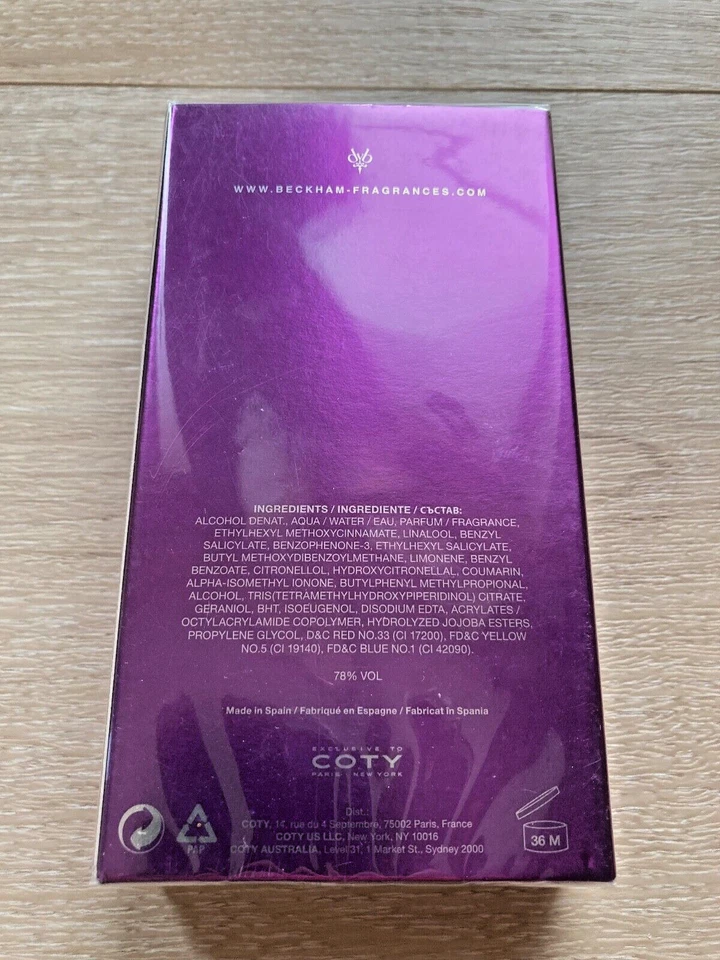 WWW.BECKHAM-FRAGRANCES.COM
INGREDIENTS / INGREDIENTE / СЪСТАВ:
ALCOHOL DENAT., AQUA / WATER / EAU, PARFUM / FRAGRANCE,
ETHYLHEXYL METHOXYCINNAMATE, LINALOOL, BENZYL
SALICYLATE, BENZOPHENONE-3, ETHYLHEXYL SALICYLATE,
BUTYL METHOXYDIBENZOYLMETHANE, LIMONENE, BENZYL
BENZOATE, CITRONELLOL, HYDROXYCITRONELLAL, COUMARIN,
ALPHA-ISOMETHYL IONONE, BUTYLPHENYL METHYLPROPIONAL,
ALCOHOL, TRIS(TETRAMETHYLHYDROXYPIPERIDINOL) CITRATE,
GERANIOL, BHT, ISOEUGENOL, DISODIUM EDTA, ACRYLATES /
OCTYLACRYLAMIDE COPOLYMER, HYDROLYZED JOJOBA ESTERS,
PROPYLENE GLYCOL, D&C RED NO.33 (CI 17200), FD&C YELLOW
NO.5 (CI 19140), FD&C BLUE NO.1 (CI 42090).
78% VOL
Made in Spain / Fabriqué en Espagne / Fabricat în Spania
EXCLUSIVE TO
COTY
PARIS - NEW YORK
Dist.:
COTY, 14, rue du 4 Septembre, 75002 Paris, France
COTY US LLC, New York, NY 10016
COTY AUSTRALIA, Level 31, 1 Market St., Sydney 2000
PAP
36 M